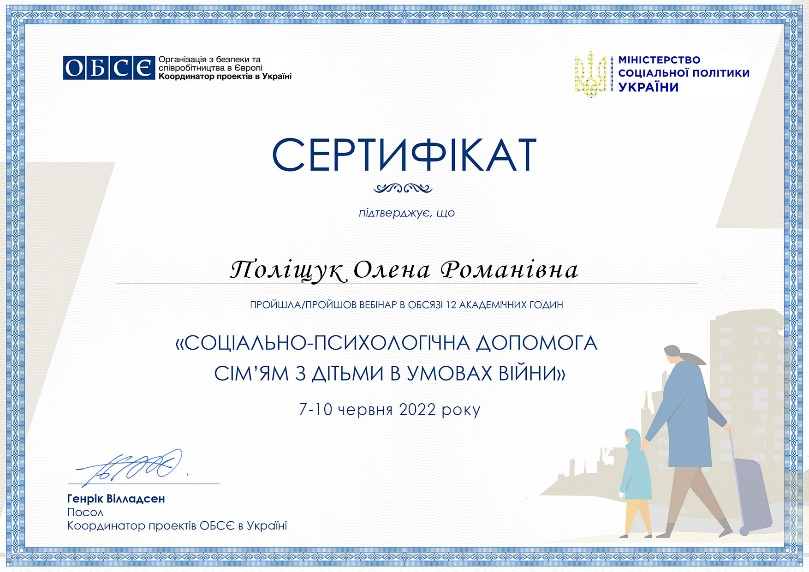 ОБСЄ
Організація з безпеки та
співробітництва в Європі
Координатор проектів в Україні
МІНІСТЕРСТВО
СОЦІАЛЬНОЇ ПОЛІТИКИ
УКРАЇНИ
СЕРТИФІКАТ
підтверджує, що
Поліщук Олена Романівна
ПРОЙШЛА/ПРОЙШОВ ВЕБІНАР В ОБСЯЗІ 12 АКАДЕМІЧНИХ ГОДИН
«СОЦІАЛЬНО-ПСИХОЛОГІЧНА ДОПОМОГА
СІМ’ЯМ З ДІТЬМИ В УМОВАХ ВІЙНИ»
7-10 червня 2022 року
Генрік Вілладсен
Посол
Координатор проектів ОБСЄ в Україні